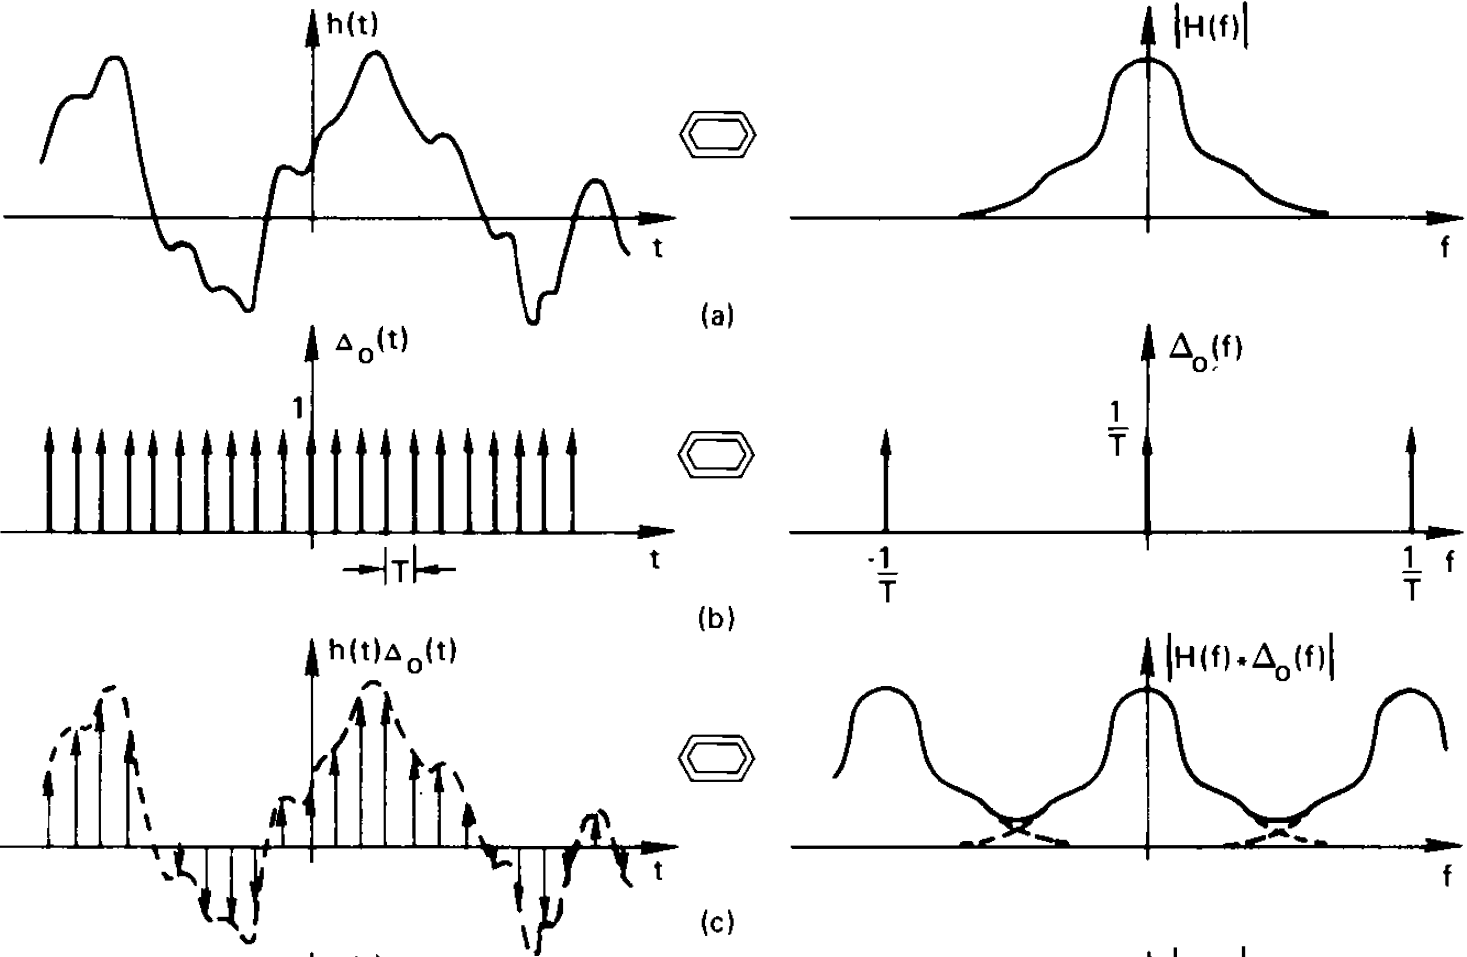 h(t)
|H(f)|
t
f
(a)
Δo(t)
Δo(f)
1
1/T
T
t
-1/T
1/T
f
(b)
h(t)Δo(t)
|H(f)*Δo(f)|
t
f
(c)